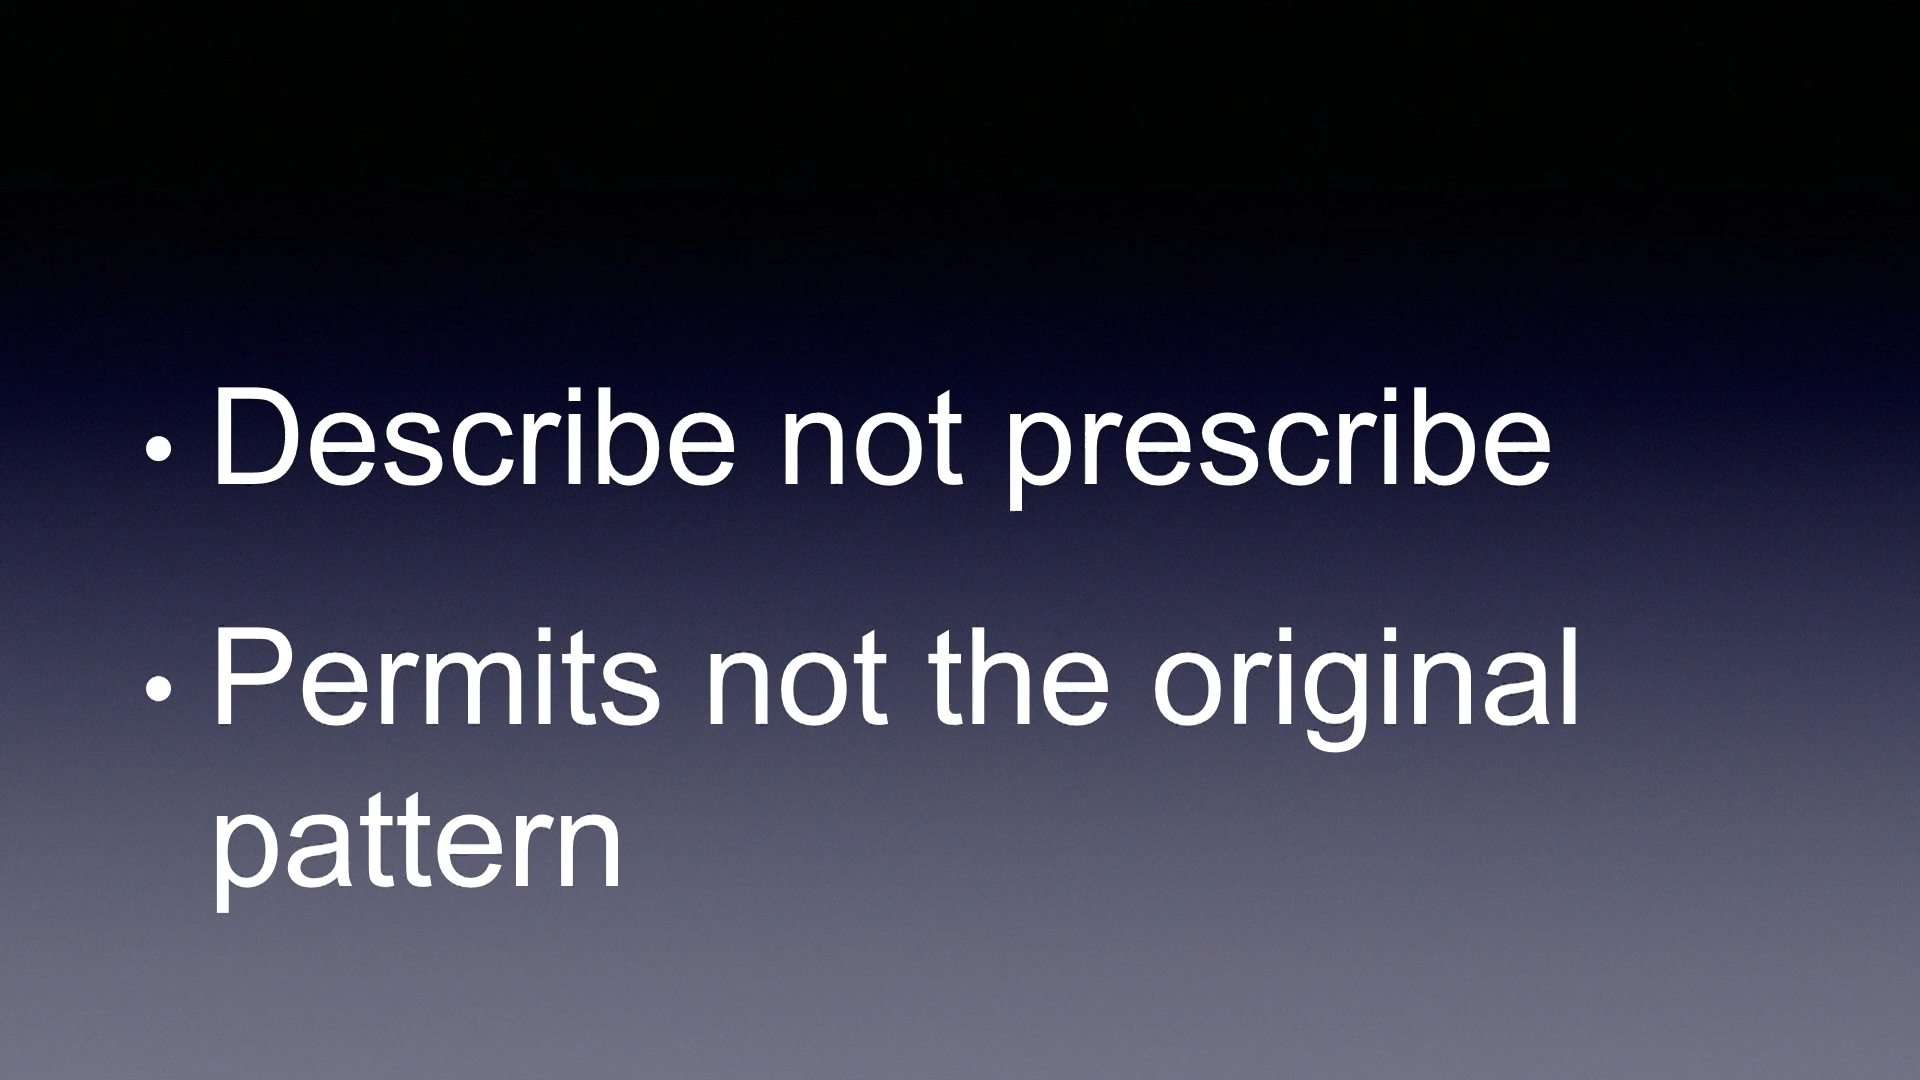 • Describe not prescribe
• Permits not the original
pattern